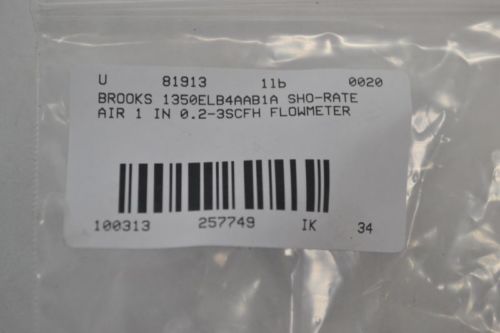 U 81913 1lb 0020
BROOKS 1350ELB4AAB1A SHO-RATE
AIR 1 IN 0.2-3SCFH FLOWMETER
100313 257749 IK 34